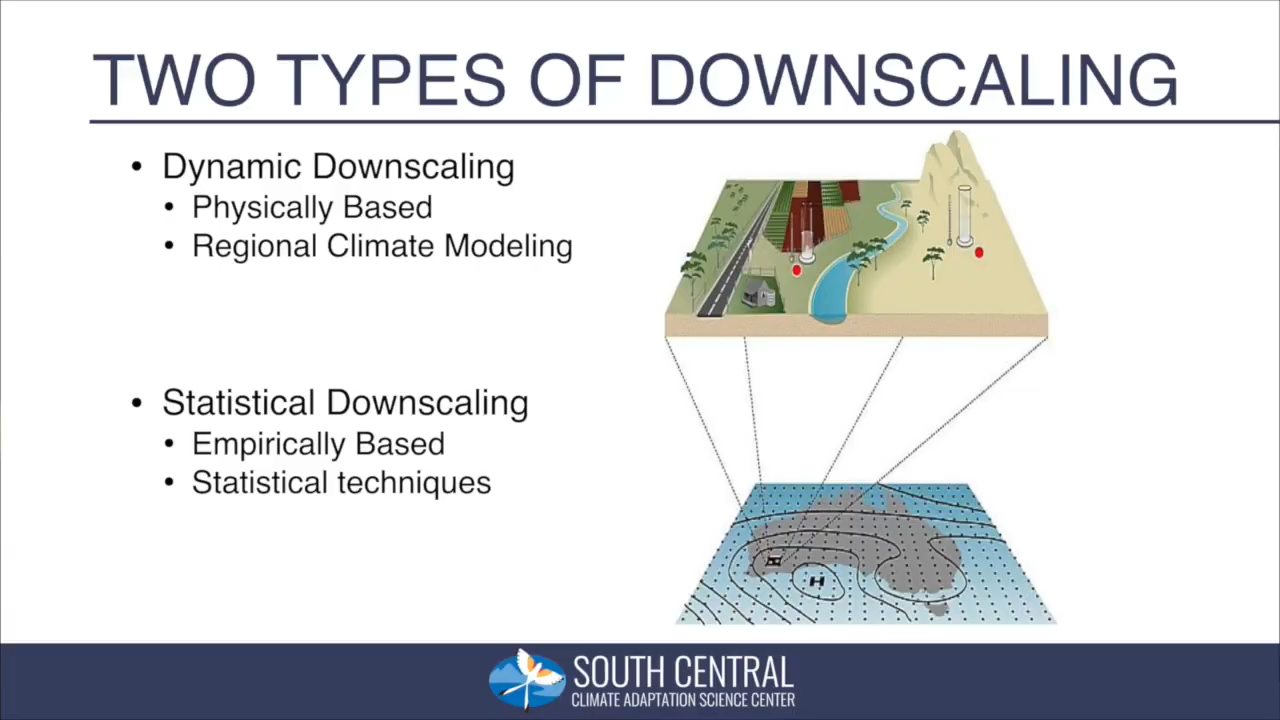 TWO TYPES OF DOWNSCALING
• Dynamic Downscaling
• Physically Based
• Regional Climate Modeling
• Statistical Downscaling
• Empirically Based
• Statistical techniques
H
SOUTH CENTRAL
CLIMATE ADAPTATION SCIENCE CENTER